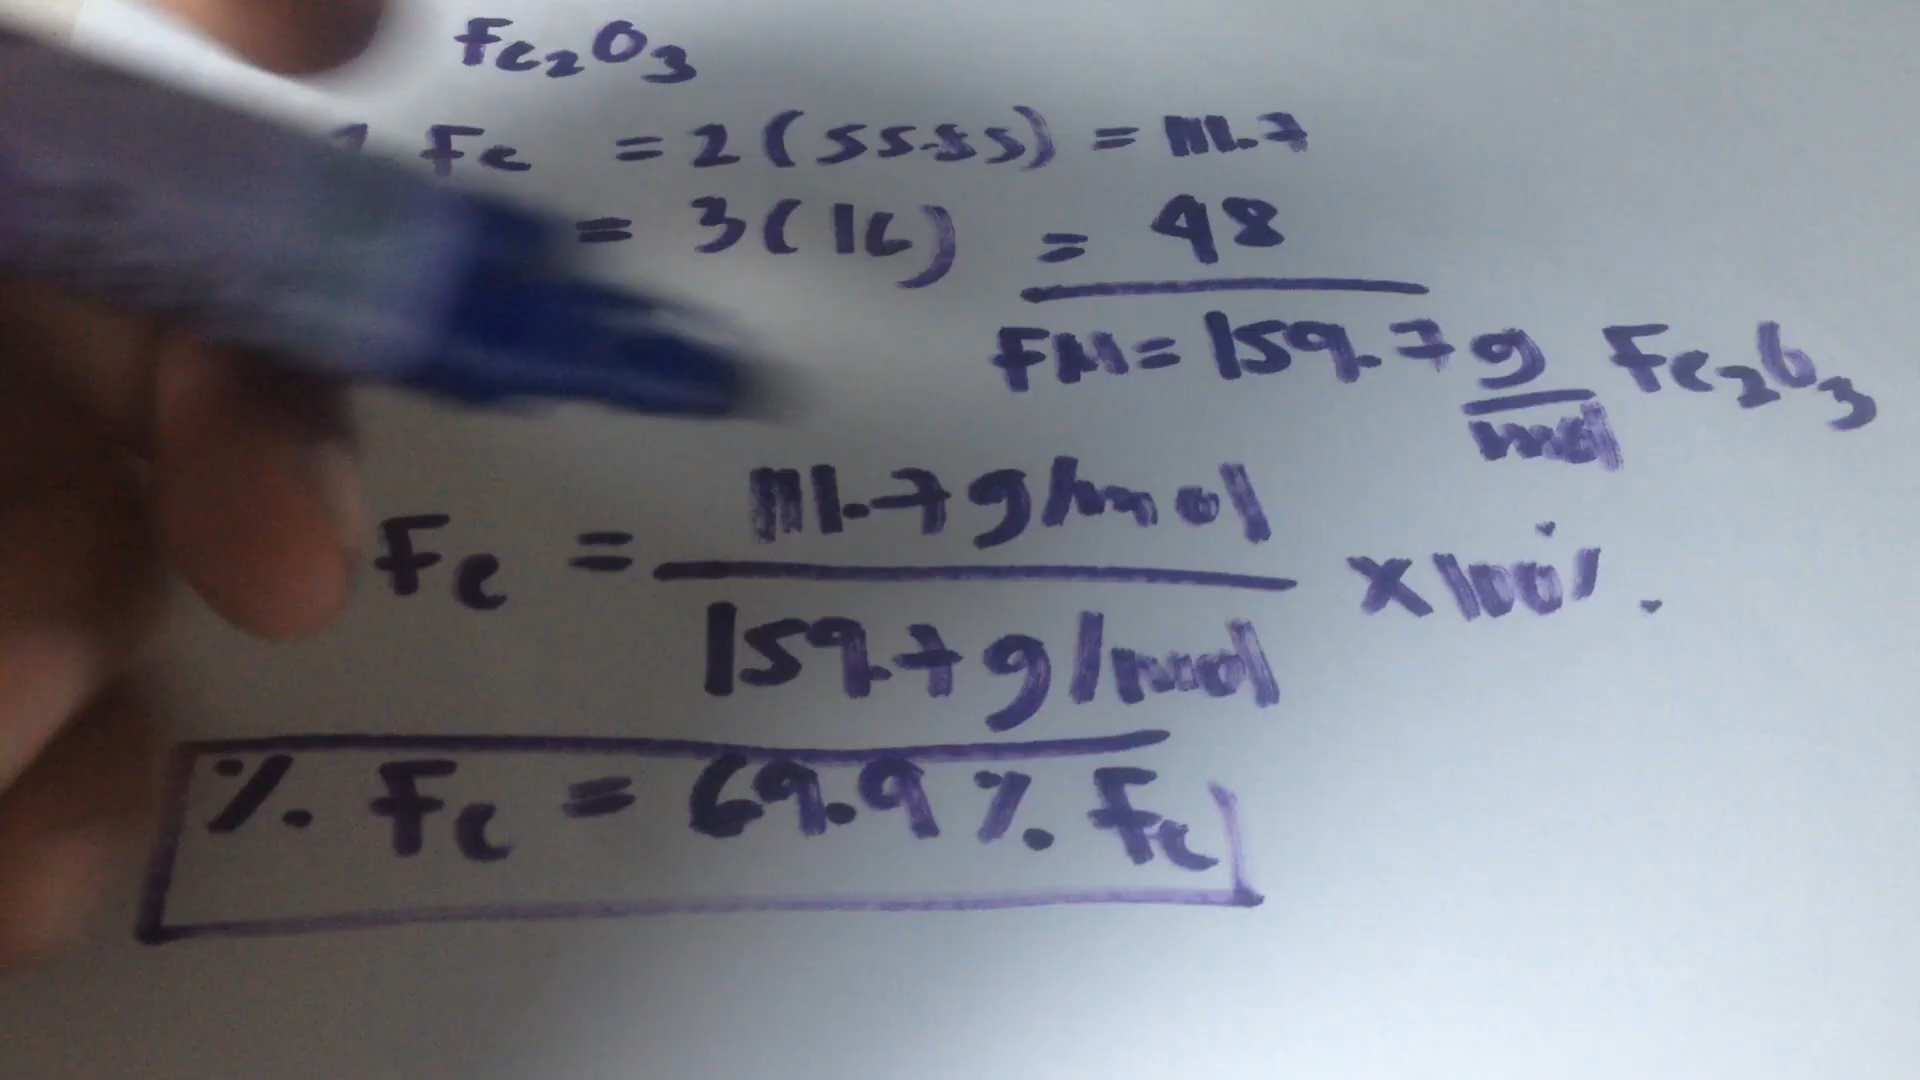 Fe2O3
Fe = 2(55.85) = 111.7
= 3(16) = 48
FM = 159.7 g/mol Fe2O3
Fe = 111.7 g/mol / 159.7 g/mol x 100%.
%. Fe = 69.9%. Fe